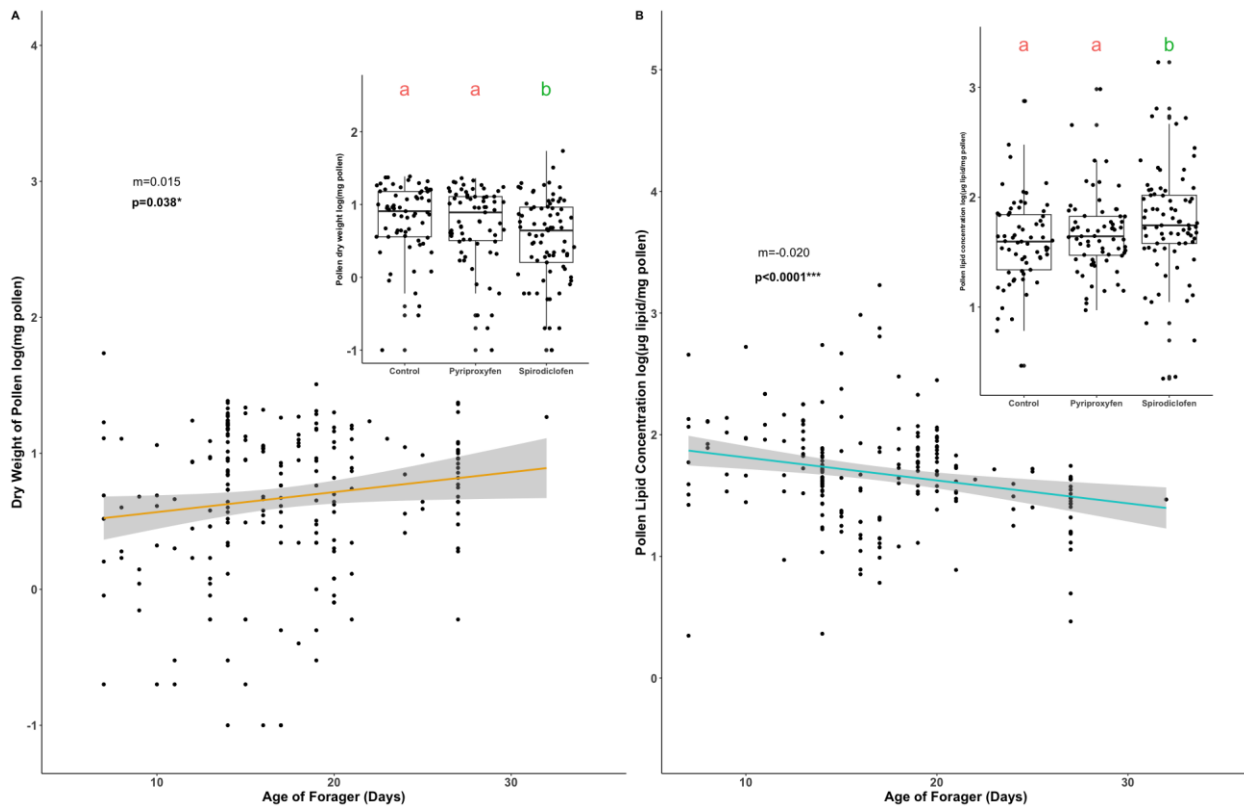 A
Dry Weight of Pollen log(mg pollen)
4
3
2
1
0
-1
m=0.015
p=0.038*
10
20
30
Age of Forager (Days)
Pollen dry weight log(mg pollen)
2
1
0
-1
a
a
b
Control
Pyriproxyfen
Spirodiclofen
B
Pollen Lipid Concentration log(µg lipid/mg pollen)
5
4
3
2
1
0
m=-0.020
p<0.0001***
10
20
30
Age of Forager (Days)
Pollen lipid concentration log(µg lipid/mg pollen)
3
2
1
a
a
b
Control
Pyriproxyfen
Spirodiclofen